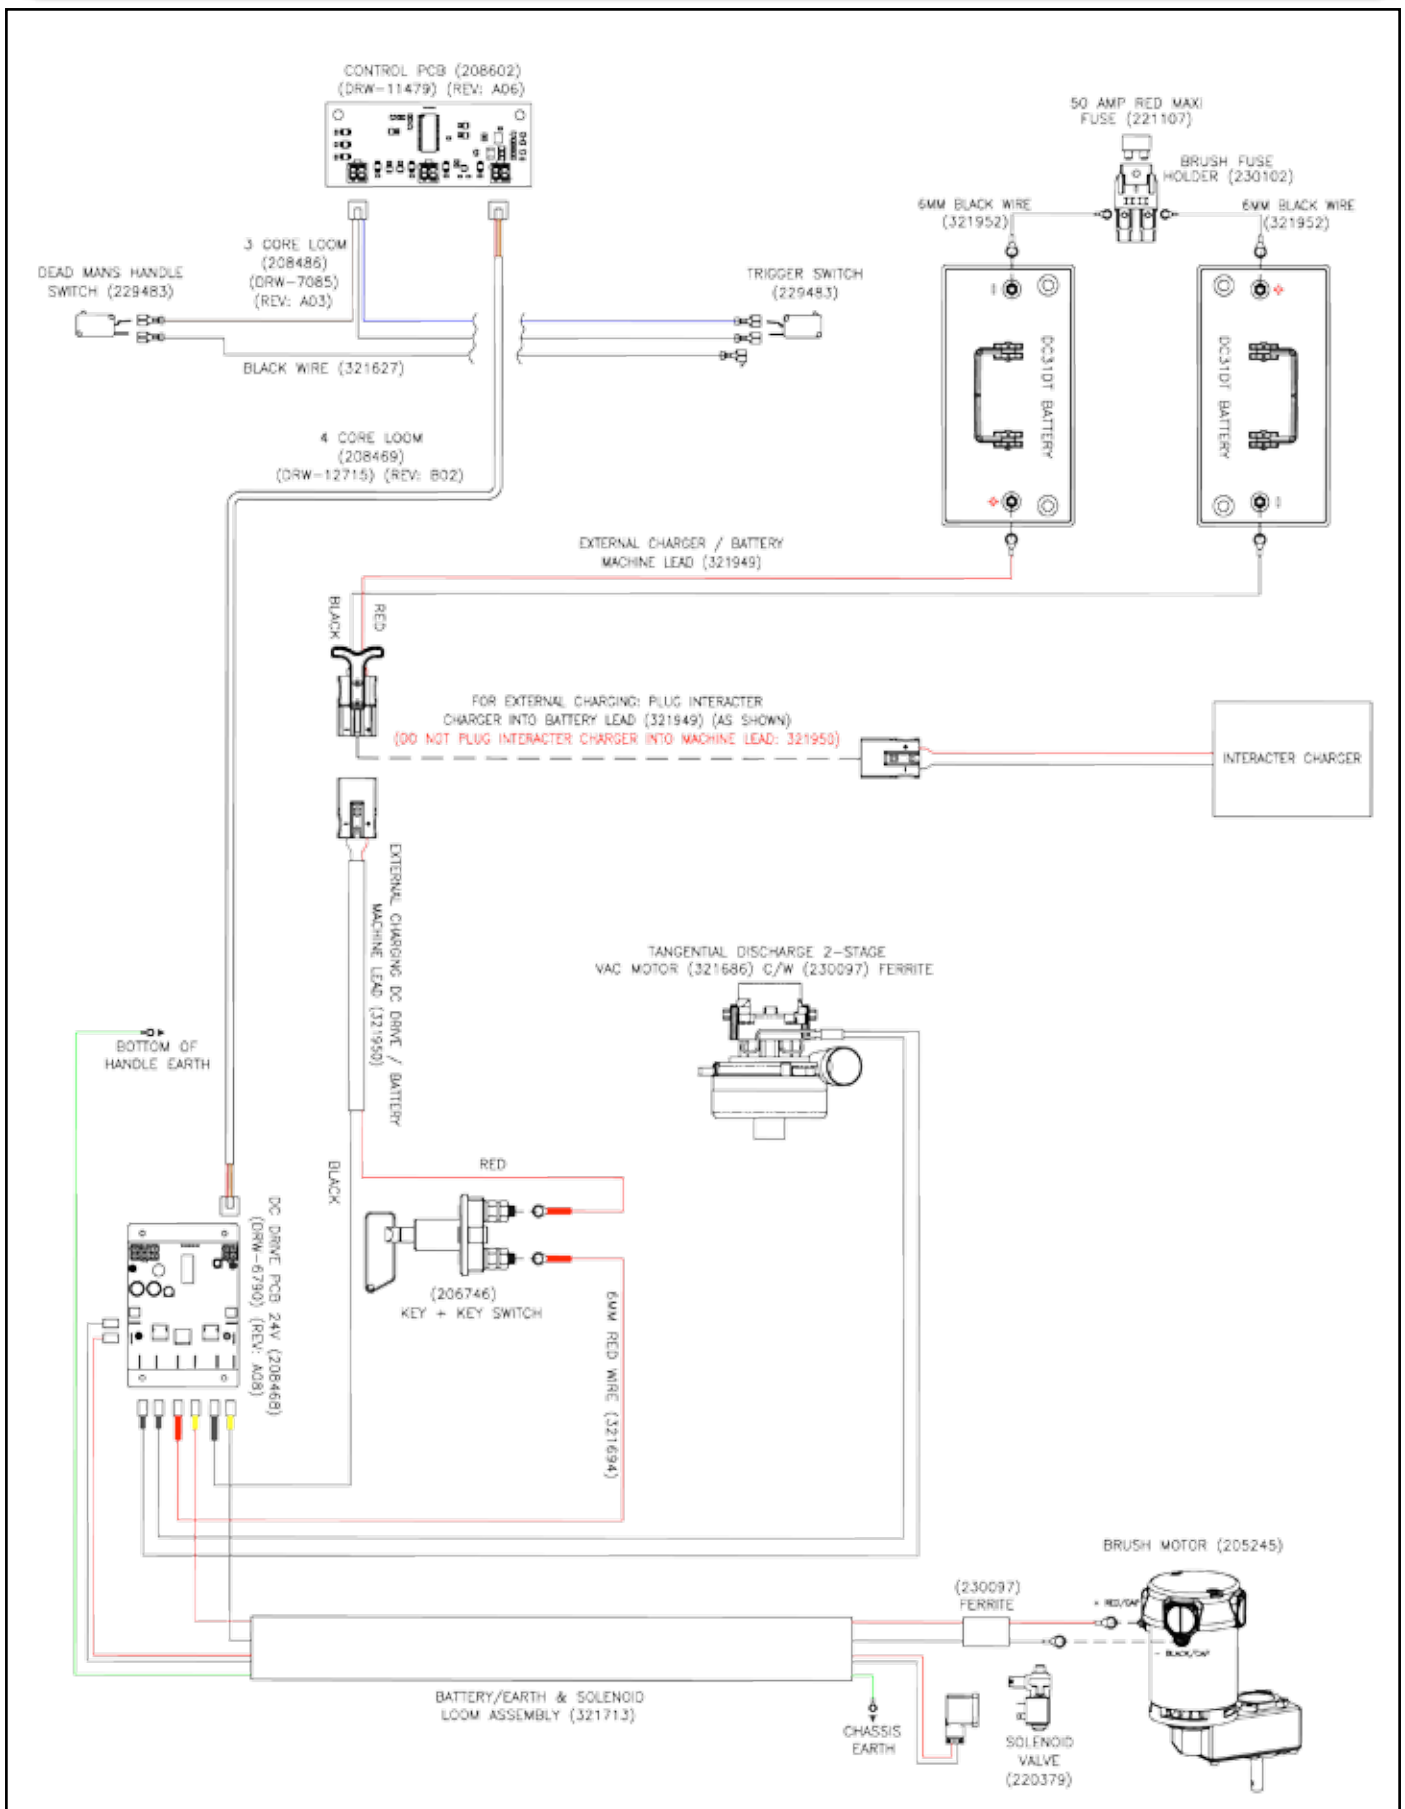 CONTROL PCB (208602)
(DRW-11479) (REV: A06)
50 AMP RED MAXI
FUSE (221107)
BRUSH FUSE
HOLDER (230102)
6MM BLACK WIRE
(321952)
6MM BLACK WIRE
(321952)
3 CORE LOOM
(208486)
(DRW-7085)
(REV: A03)
DEAD MANS HANDLE
SWITCH (229483)
TRIGGER SWITCH
(229483)
BLACK WIRE (321627)
DC31DT BATTERY
DC31DT BATTERY
4 CORE LOOM
(208469)
(DRW-12715) (REV: B02)
EXTERNAL CHARGER / BATTERY
MACHINE LEAD (321949)
BLACK
RED
FOR EXTERNAL CHARGING: PLUG INTERACTER
CHARGER INTO BATTERY LEAD (321949) (AS SHOWN)
(DO NOT PLUG INTERACTER CHARGER INTO MACHINE LEAD: 321950)
INTERACTER CHARGER
EXTERNAL CHARGING DC DRIVE / BATTERY
MACHINE LEAD (321950)
TANGENTIAL DISCHARGE 2-STAGE
VAC MOTOR (321686) C/W (230097) FERRITE
BOTTOM OF
HANDLE EARTH
BLACK
RED
DC DRIVE PCB 24V (208468)
(DRW-6790) (REV: A08)
(206746)
KEY + KEY SWITCH
6MM RED WIRE (321694)
BRUSH MOTOR (205245)
(230097)
FERRITE
+ RED/CAP
- BLACK/CAP
BATTERY/EARTH & SOLENOID
LOOM ASSEMBLY (321713)
CHASSIS
EARTH
SOLENOID
VALVE
(220379)